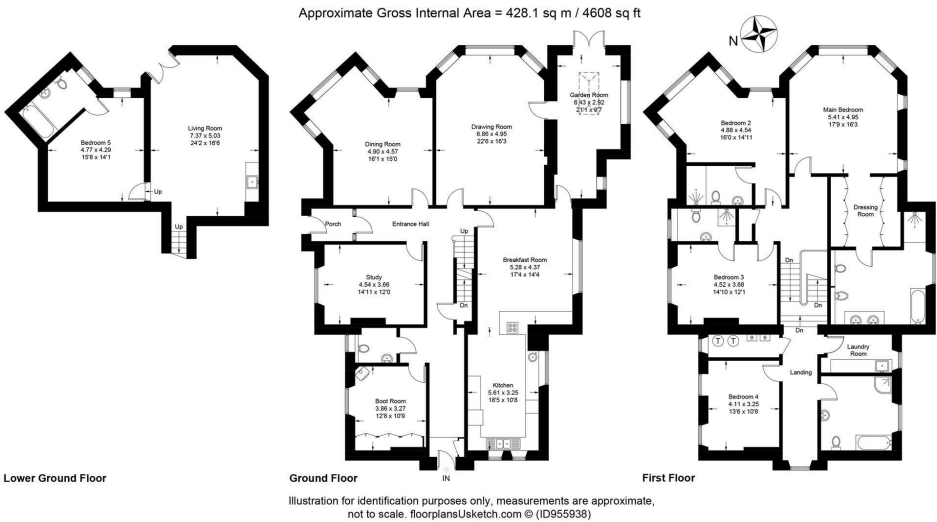 Approximate Gross Internal Area = 428.1 sq m / 4608 sq ft
N
Bedroom 5
4.77 x 4.29
15'8 x 14'1
Living Room
7.37 x 5.03
24'2 x 16'6
Up
Up
Lower Ground Floor
Dining Room
4.90 x 4.57
16'1 x 15'0
Drawing Room
6.86 x 4.95
22'6 x 16'3
Garden Room
6.43 x 2.92
21'1 x 9'7
Porch
Entrance Hall
Up
Breakfast Room
5.28 x 4.37
17'4 x 14'4
Study
4.54 x 3.66
14'11 x 12'0
Dn
Kitchen
5.61 x 3.25
18'5 x 10'8
Boot Room
3.86 x 3.27
12'8 x 10'9
IN
Ground Floor
Bedroom 2
4.88 x 4.54
16'0 x 14'11
Main Bedroom
5.41 x 4.95
17'9 x 16'3
Dressing
Room
Bedroom 3
4.52 x 3.68
14'10 x 12'1
Dn
Dn
Dn
T
T
Laundry
Room
Landing
Bedroom 4
4.11 x 3.25
13'6 x 10'8
First Floor
Illustration for identification purposes only, measurements are approximate,
not to scale. floorplansUsketch.com © (ID955938)